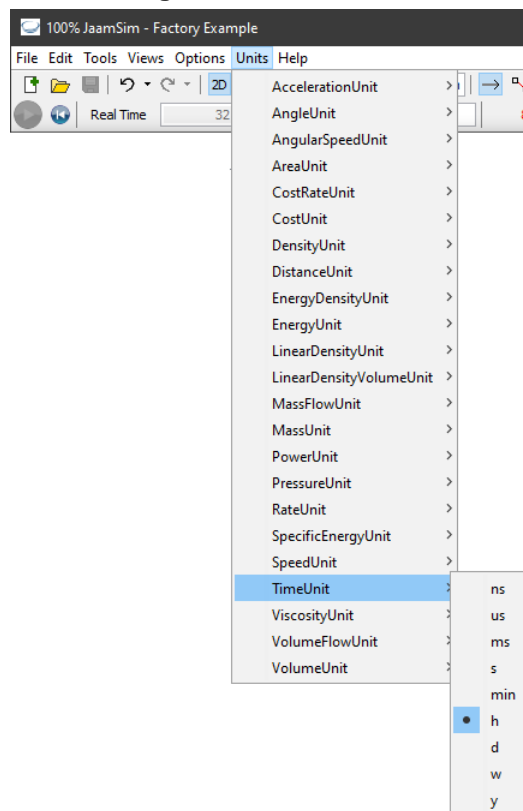 100% JaamSim - Factory Example
File Edit Tools Views Options Units Help
2D
Real Time 32
AccelerationUnit
AngleUnit
AngularSpeedUnit
AreaUnit
CostRateUnit
CostUnit
DensityUnit
DistanceUnit
EnergyDensityUnit
EnergyUnit
LinearDensityUnit
LinearDensityVolumeUnit
MassFlowUnit
MassUnit
PowerUnit
PressureUnit
RateUnit
SpecificEnergyUnit
SpeedUnit
TimeUnit
ViscosityUnit
VolumeFlowUnit
VolumeUnit
ns
us
ms
s
min
h
d
w
y